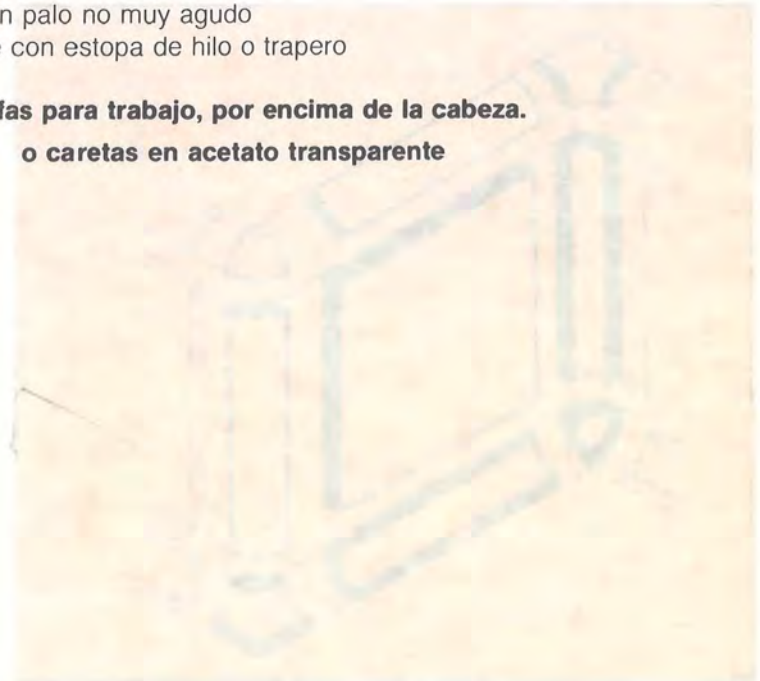 n palo no muy agudo
con estopa de hilo o trapero
fas para trabajo, por encima de la cabeza.
o caretas en acetato transparente